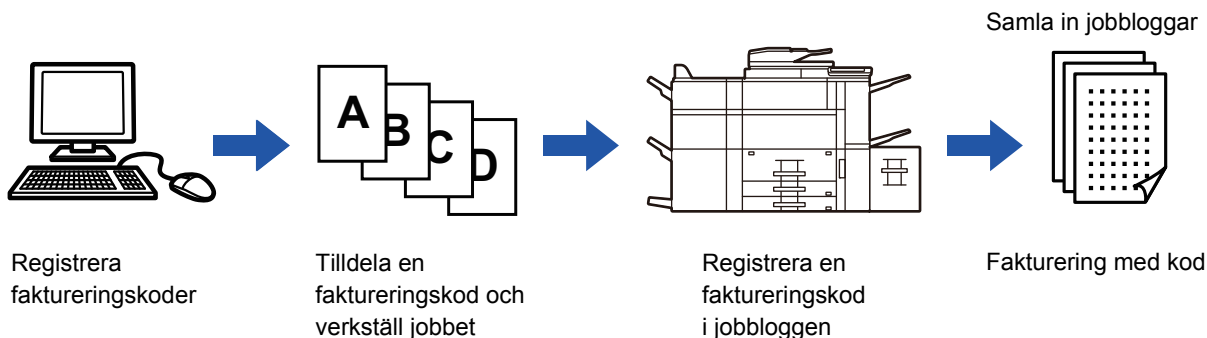 Samla in jobbloggar
A
B
C
D
Registrera
faktureringskoder
Tilldela en
faktureringskod och
verkställ jobbet
Registrera en
faktureringskod
i jobbloggen
Fakturering med kod